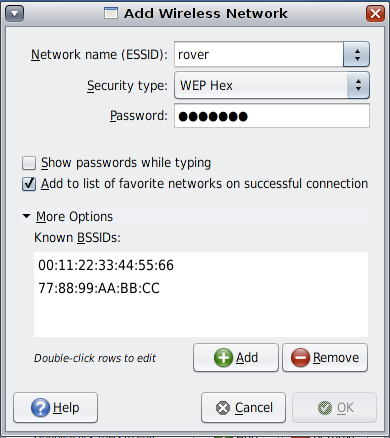 Add Wireless Network
Network name (ESSID): rover
Security type: WEP Hex
Password: ●●●●●●●
Show passwords while typing
Add to list of favorite networks on successful connection
More Options
Known BSSIDs:
00:11:22:33:44:55:66
77:88:99:AA:BB:CC
Double-click rows to edit
Add
Remove
Help
Cancel
OK